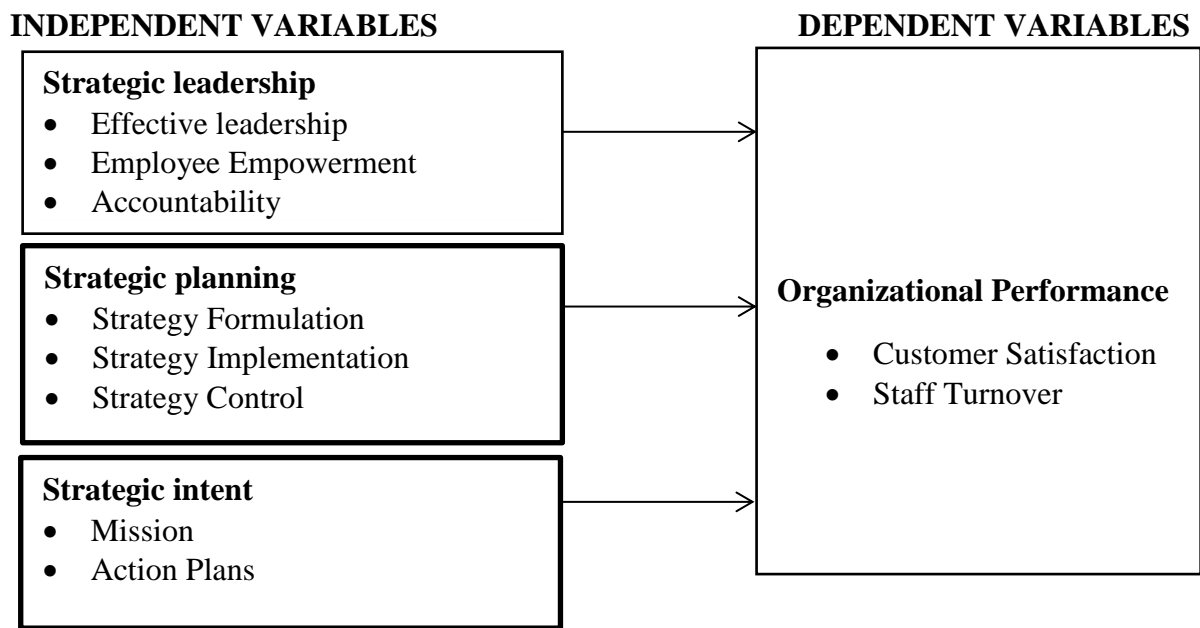 INDEPENDENT VARIABLES
Strategic leadership
• Effective leadership
• Employee Empowerment
• Accountability
Strategic planning
• Strategy Formulation
• Strategy Implementation
• Strategy Control
Strategic intent
• Mission
• Action Plans
DEPENDENT VARIABLES
Organizational Performance
• Customer Satisfaction
• Staff Turnover